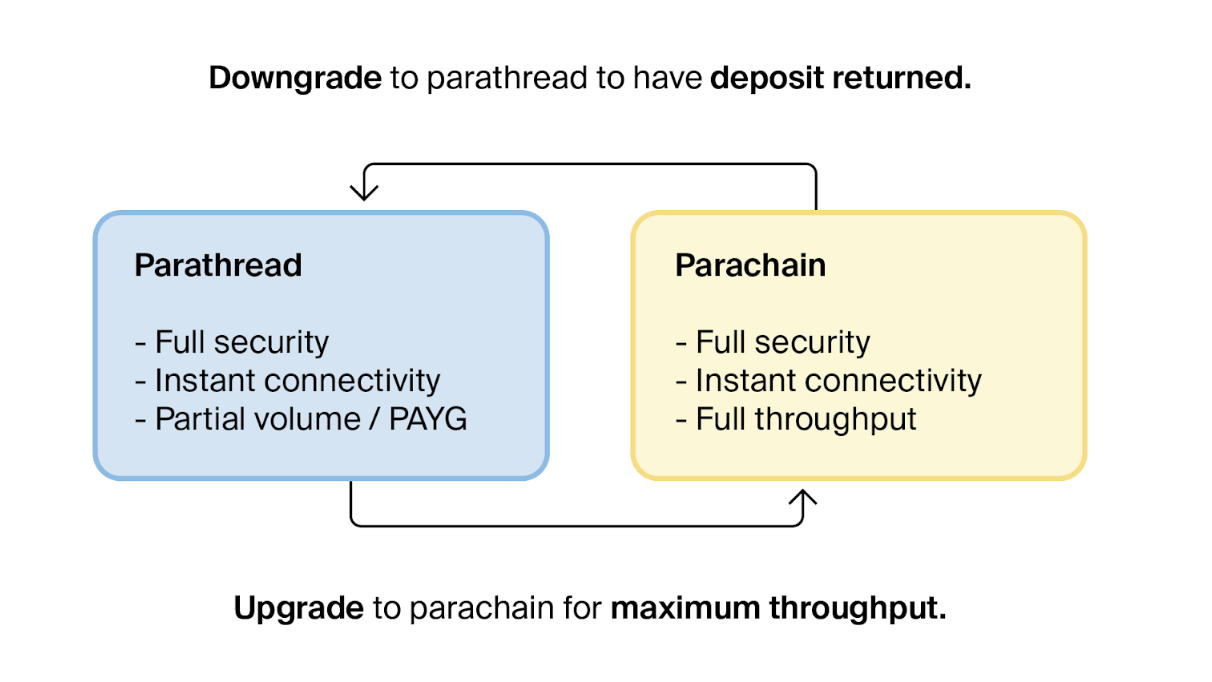 Downgrade to parathread to have deposit returned.
Parathread
- Full security
- Instant connectivity
- Partial volume / PAYG
Parachain
- Full security
- Instant connectivity
- Full throughput
Upgrade to parachain for maximum throughput.